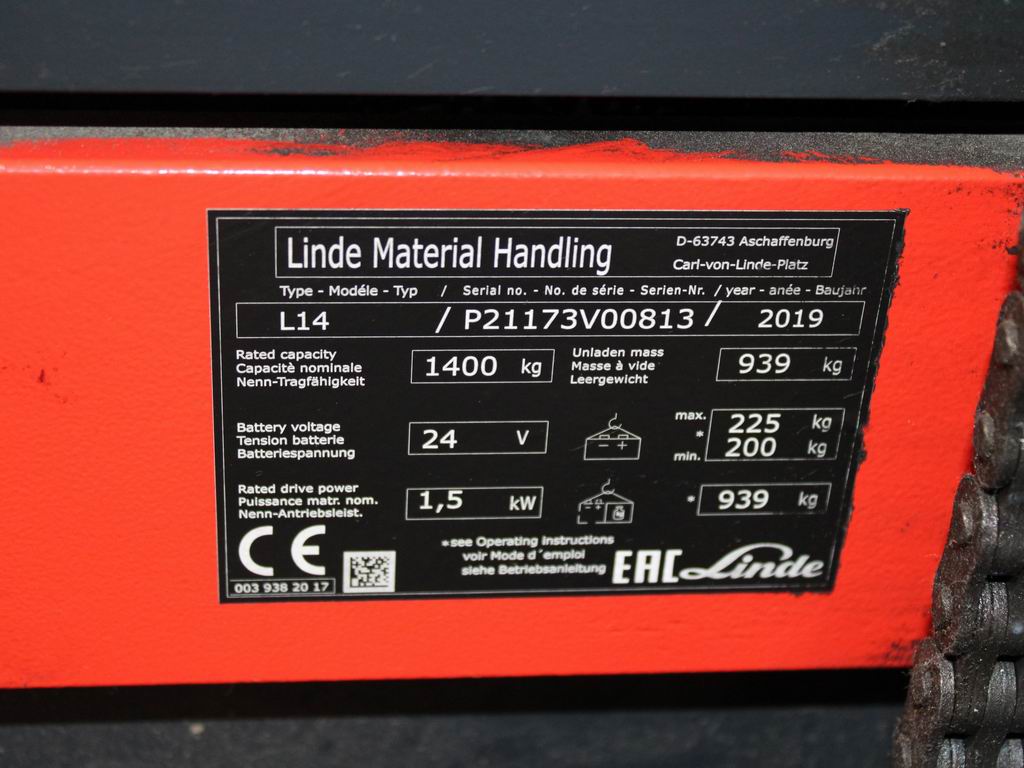 Linde Material Handling
D-63743 Aschaffenburg
Carl-von-Linde-Platz
Type - Modéle - Typ / Serial no. - No. de série - Serien-Nr. / year - anée - Baujahr
L14 / P21173V00813 / 2019
Rated capacity
Capacité nominale
Nenn-Tragfähigkeit
1400 kg
Unladen mass
Masse à vide
Leergewicht
939 kg
Battery voltage
Tension batterie
Batteriespannung
24 V
- +
max. 225 kg
*
min. 200 kg
Rated drive power
Puissance matr. nom.
Nenn-Antriebsleist.
1,5 kW
- +
* 939 kg
*see Operating instructions
voir Mode d´emploi
siehe Betriebsanleitung
CE
003 938 20 17
EAC
Linde